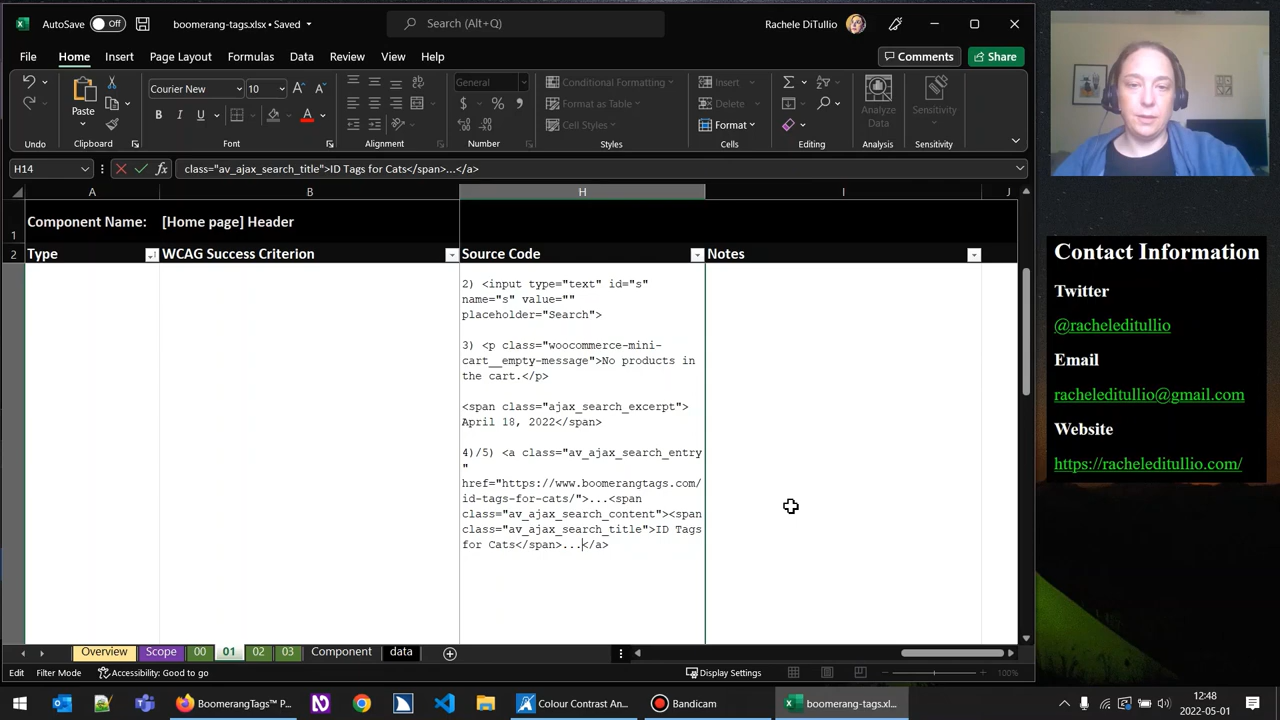 AutoSave Off boomerang-tags.xlsx • Saved Search (Alt+Q) Rachele DiTullio
File Home Insert Page Layout Formulas Data Review View Help Comments Share
Paste Courier New 10 General Conditional Formatting Insert
Format as Table Delete
B I U A $ % , Cell Styles Format Analyze Data Sensitivity
Undo Clipboard Font Alignment Number Styles Cells Editing Analysis Sensitivity
H14 fx class="av_ajax_search_title">ID Tags for Cats</span>...</a>
A B H I J
1 Component Name: [Home page] Header
2 Type WCAG Success Criterion Source Code Notes
2) <input type="text" id="s"
name="s" value=""
placeholder="Search">
3) <p class="woocommerce-mini-
cart__empty-message">No products in
the cart.</p>
<span class="ajax_search_excerpt">
April 18, 2022</span>
4)/5) <a class="av_ajax_search_entry
"
href="https://www.boomerangtags.com/
id-tags-for-cats/">...<span
class="av_ajax_search_content"><span
class="av_ajax_search_title">ID Tags
for Cats</span>...</a>
Overview Scope 00 01 02 03 Component data
Edit Filter Mode Accessibility: Good to go Display Settings 100%
BoomerangTags™ P... Colour Contrast An... Bandicam boomerang-tags.xl... 12:48
2022-05-01
Contact Information
Twitter
@racheleditullio
Email
racheleditullio@gmail.com
Website
https://racheleditullio.com/